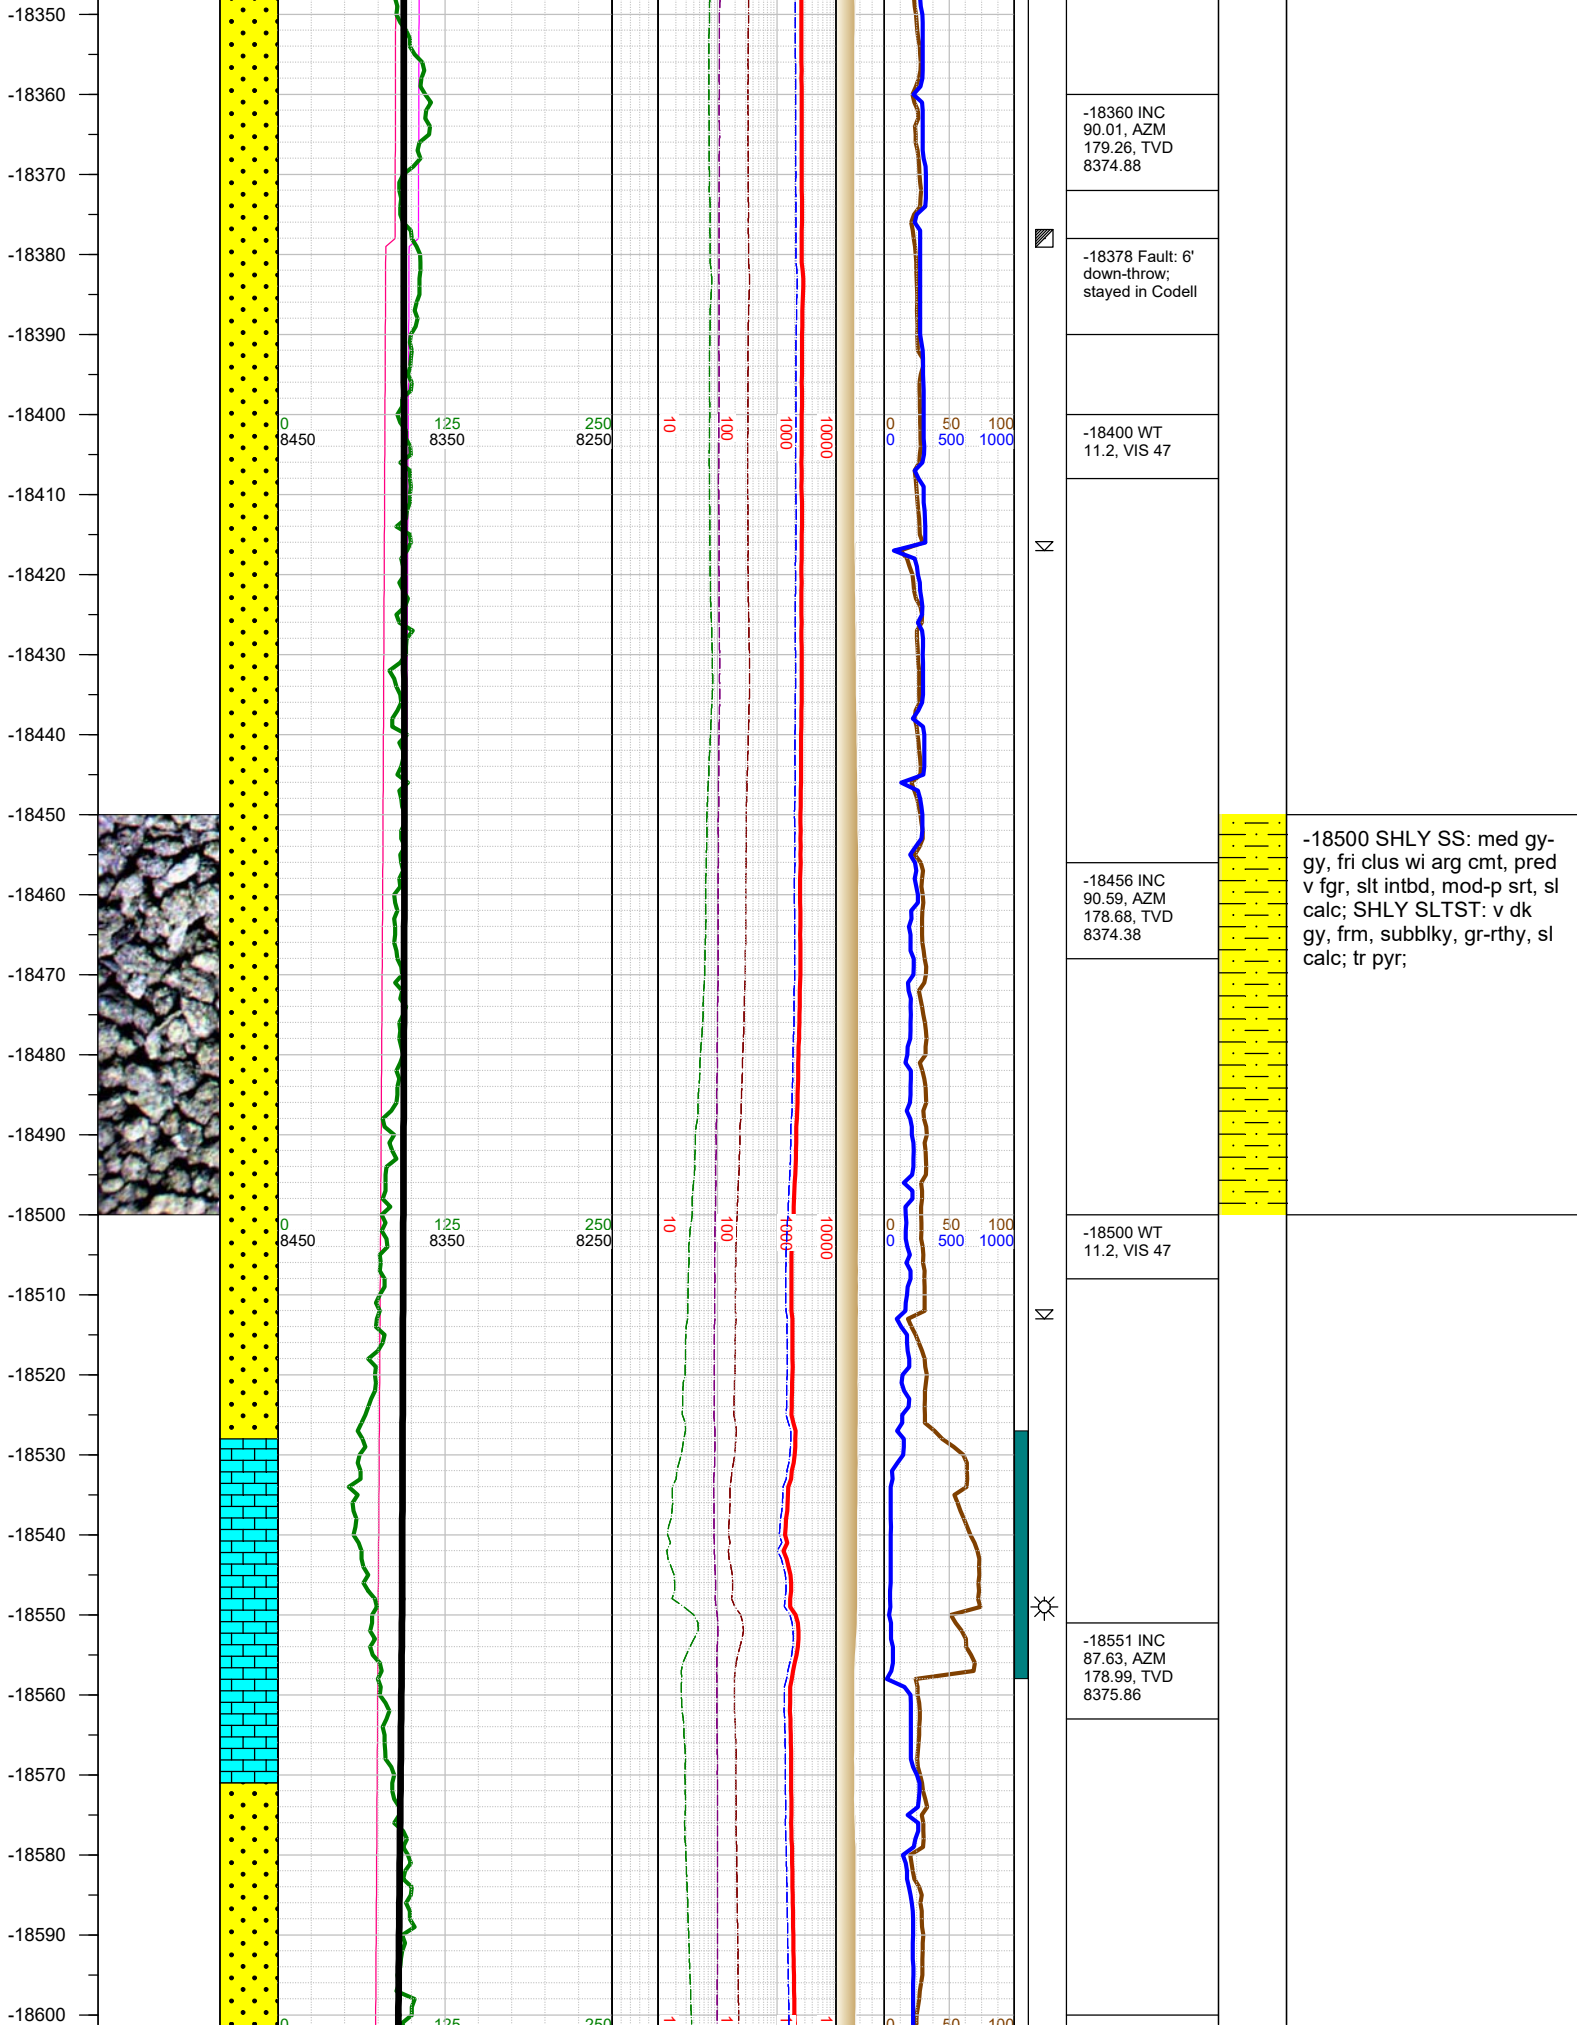 -18350
-18360
-18360 INC
90.01, AZM
179.26, TVD
8374.88
-18370
-18380
-18378 Fault: 6'
down-throw;
stayed in Codell
-18390
-18400
0 125 250 10 100 1000 10000 0 50 100
8450 8350 8250 0 500 1000
-18400 WT
11.2, VIS 47
-18410
-18420
-18430
-18440
-18450
-18460
-18456 INC
90.59, AZM
178.68, TVD
8374.38
-18500 SHLY SS: med gy-
gy, fri clus wi arg cmt, pred
v fgr, slt intbd, mod-p srt, sl
calc; SHLY SLTST: v dk
gy, frm, subblky, gr-rthy, sl
calc; tr pyr;
-18470
-18480
-18490
-18500
0 125 250 10 100 1000 10000 0 50 100
8450 8350 8250 0 500 1000
-18500 WT
11.2, VIS 47
-18510
-18520
-18530
-18540
-18550
-18551 INC
87.63, AZM
178.99, TVD
8375.86
-18560
-18570
-18580
-18590
-18600
0 125 250 0 50 100